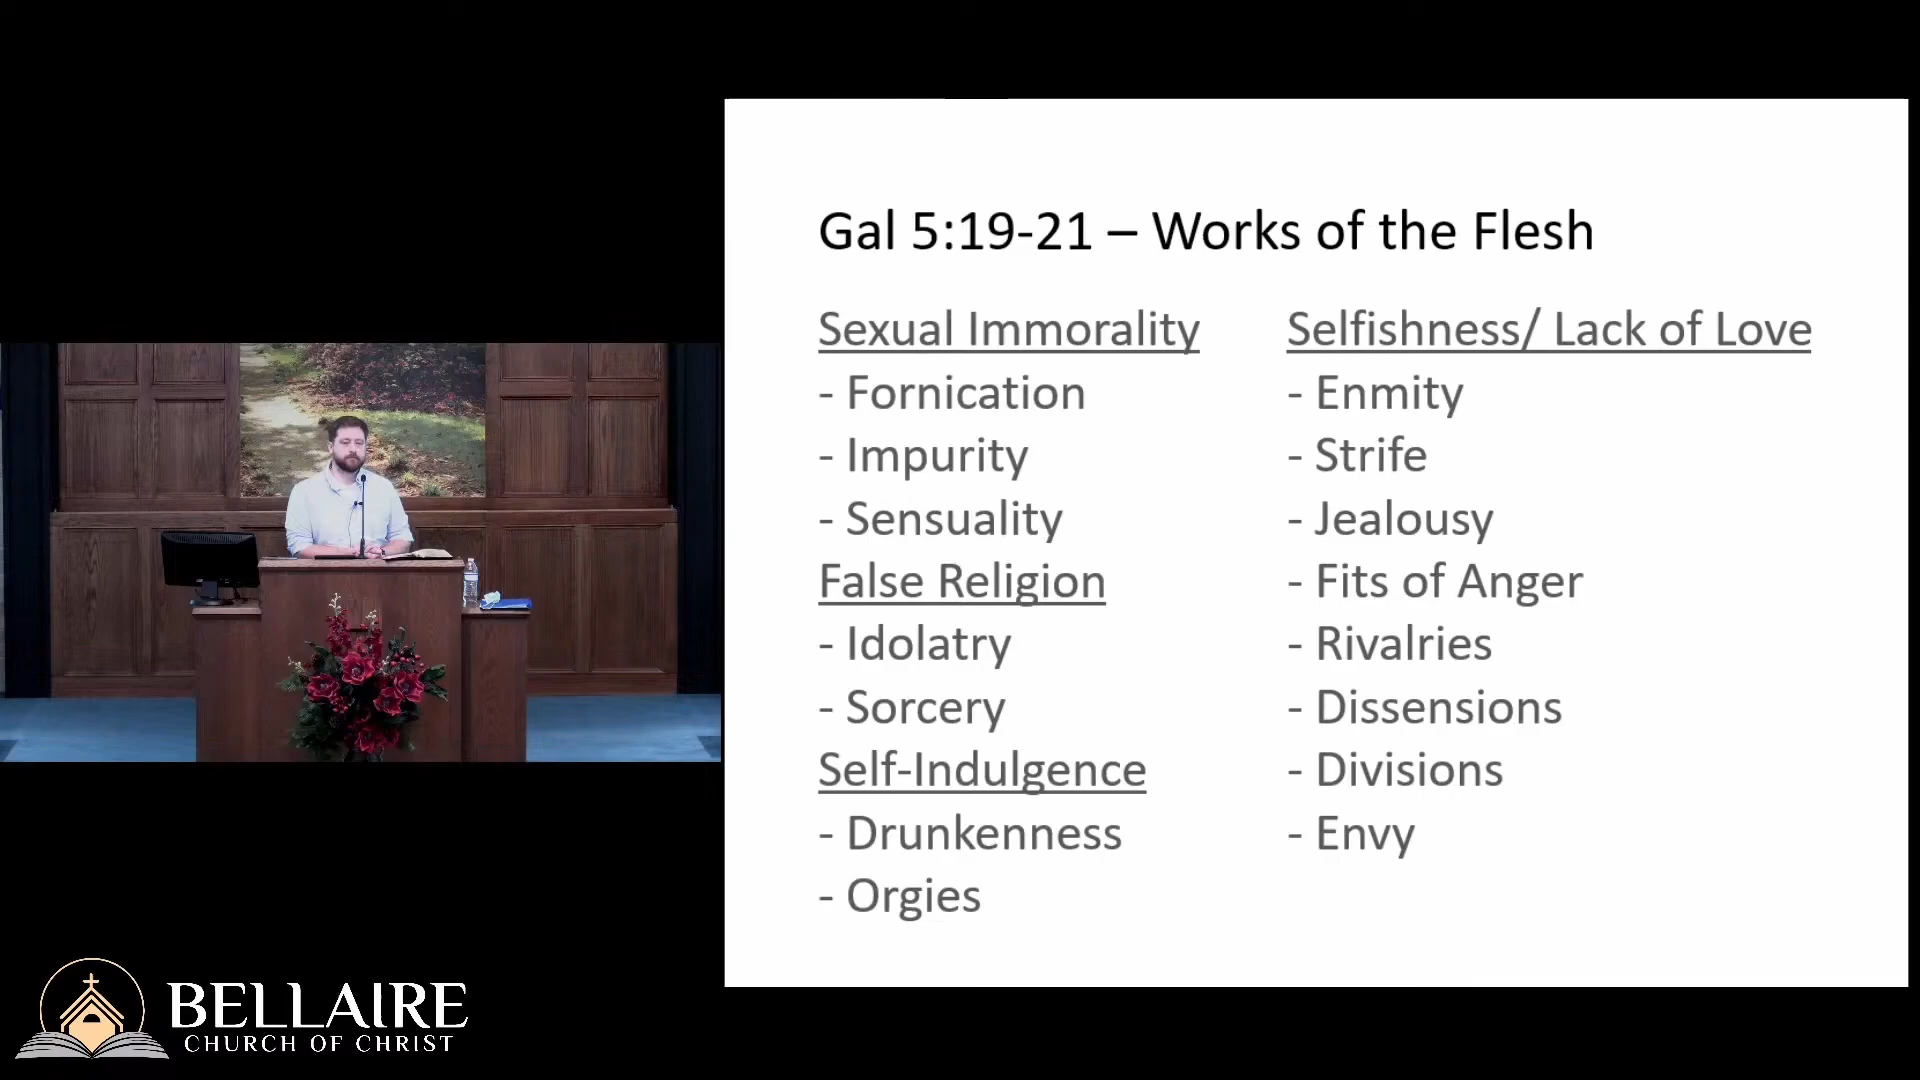 Gal 5:19-21 – Works of the Flesh
Sexual Immorality
- Fornication
- Impurity
- Sensuality
False Religion
- Idolatry
- Sorcery
Self-Indulgence
- Drunkenness
- Orgies
Selfishness/ Lack of Love
- Enmity
- Strife
- Jealousy
- Fits of Anger
- Rivalries
- Dissensions
- Divisions
- Envy
BELLAIRE
CHURCH OF CHRIST